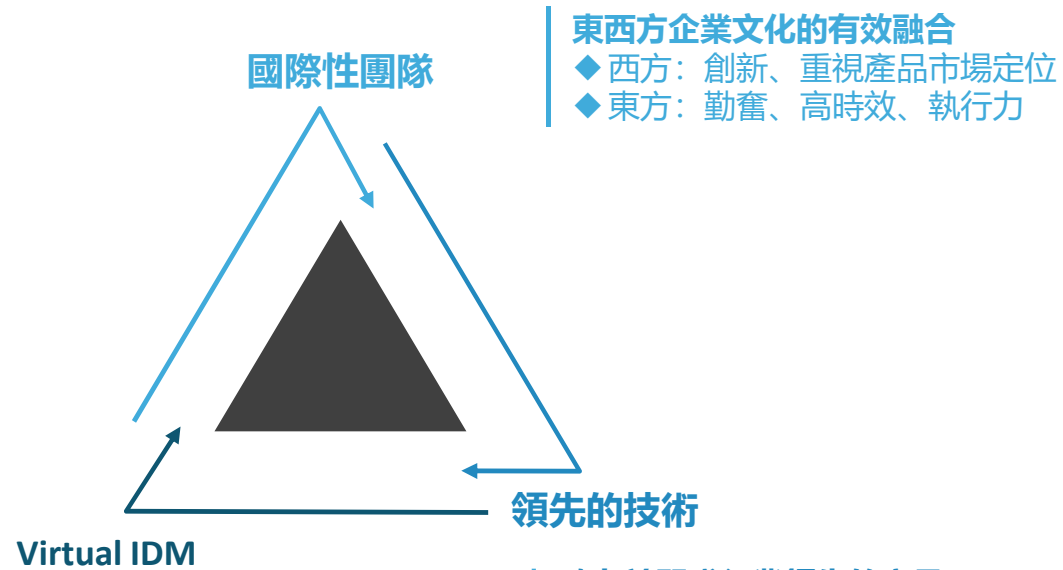 東西方企業文化的有效融合
◆西方：創新、重視產品市場定位
◆東方：勤奮、高時效、執行力
國際性團隊
領先的技術
Virtual IDM